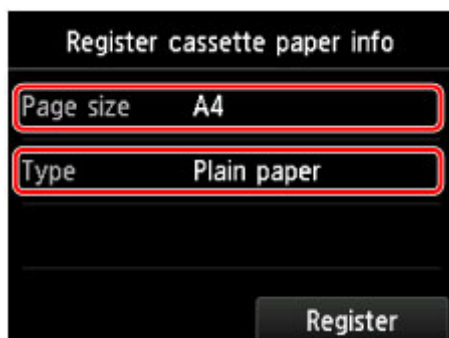 Register cassette paper info
Page size A4
Type Plain paper
Register